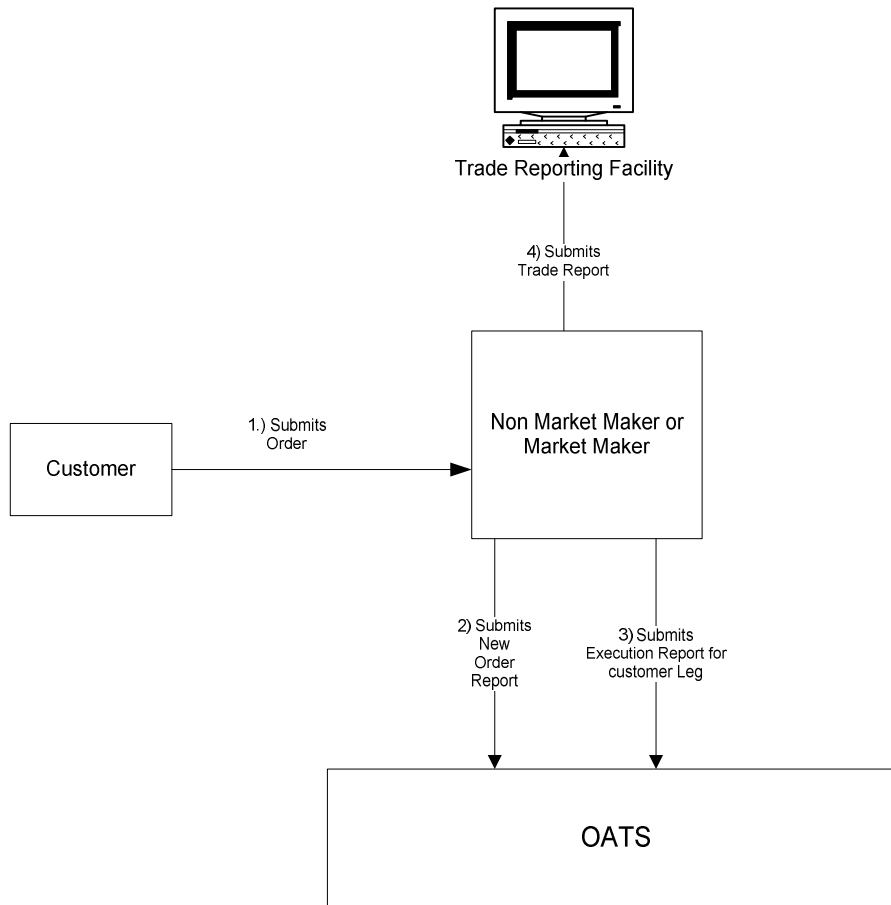 Trade Reporting Facility
4) Submits
Trade Report
Non Market Maker or
Market Maker
1.) Submits
Order
Customer
2) Submits
New
Order
Report
3) Submits
Execution Report for
customer Leg
OATS